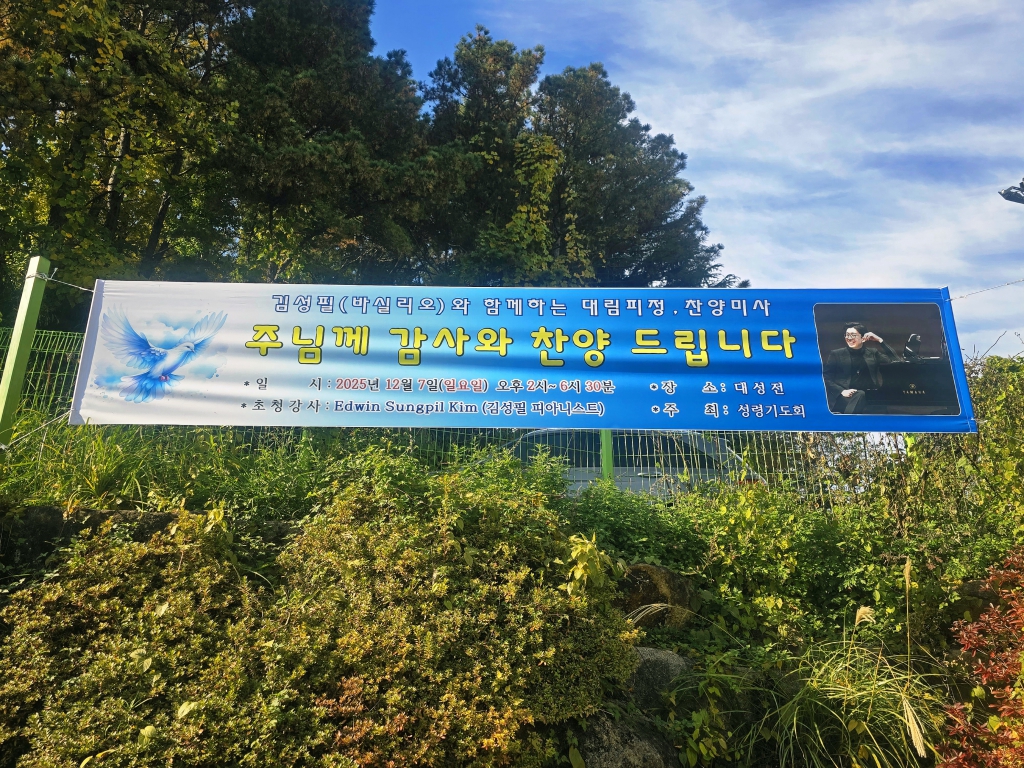 김성필(바실리오)와 함께하는 대림피정.찬양미사
주님께 감사와 찬양 드립니다
*일 시: 2025년 12월 7일(일요일) 오후 2시~ 6시 30분 *장 소: 대성전
*초청강사: Edwin Sungpil Kim (김성필 피아니스트) *주 최: 성령기도회
YAMAHA